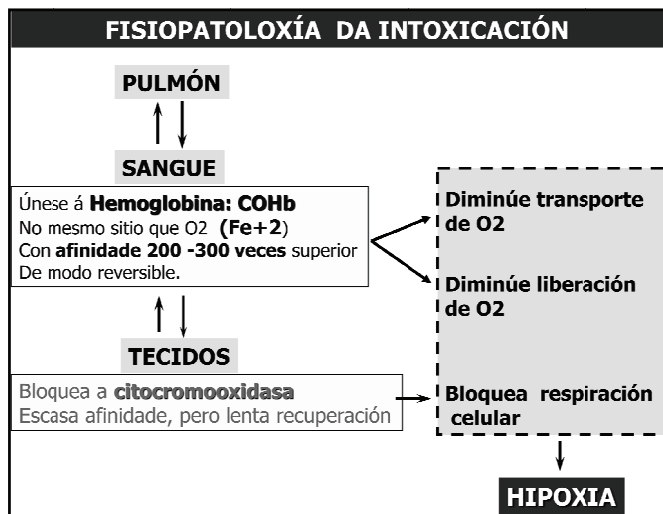 FISIOPATOLOXÍA DA INTOXICACIÓN
PULMÓN
SANGUE
Únese á Hemoglobina: COHb
No mesmo sitio que O2 (Fe+2)
Con afinidade 200 -300 veces superior
De modo reversible.
Diminúe transporte
de O2
Diminúe liberación
de O2
TECIDOS
Bloquea a citocromooxidasa
Escasa afinidade, pero lenta recuperación
Bloquea respiración
celular
HIPOXIA